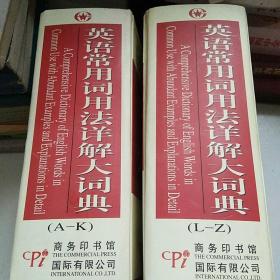 英语常用词用法详解大词典
A Comprehensive Dictionary of English Words in
Common Use with Abundant Examples and Explanations in Detail
(A–K)
CPi
商务印书馆
THE COMMERCIAL PRESS
国际有限公司
INTERNATIONAL CO.,LTD.
英语常用词用法详解大词典
A Comprehensive Dictionary of English Words in
Common Use with Abundant Examples and Explanations in Detail
(L–Z)
CPi
商务印书馆
THE COMMERCIAL PRESS
国际有限公司
INTERNATIONAL CO.,LTD.